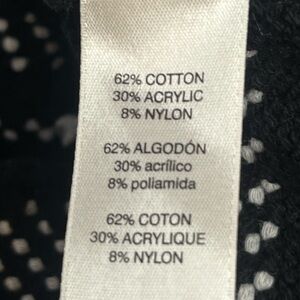 62% COTTON
30% ACRYLIC
8% NYLON
62% ALGODÓN
30% acrílico
8% poliamida
62% COTON
30% ACRYLIQUE
8% NYLON